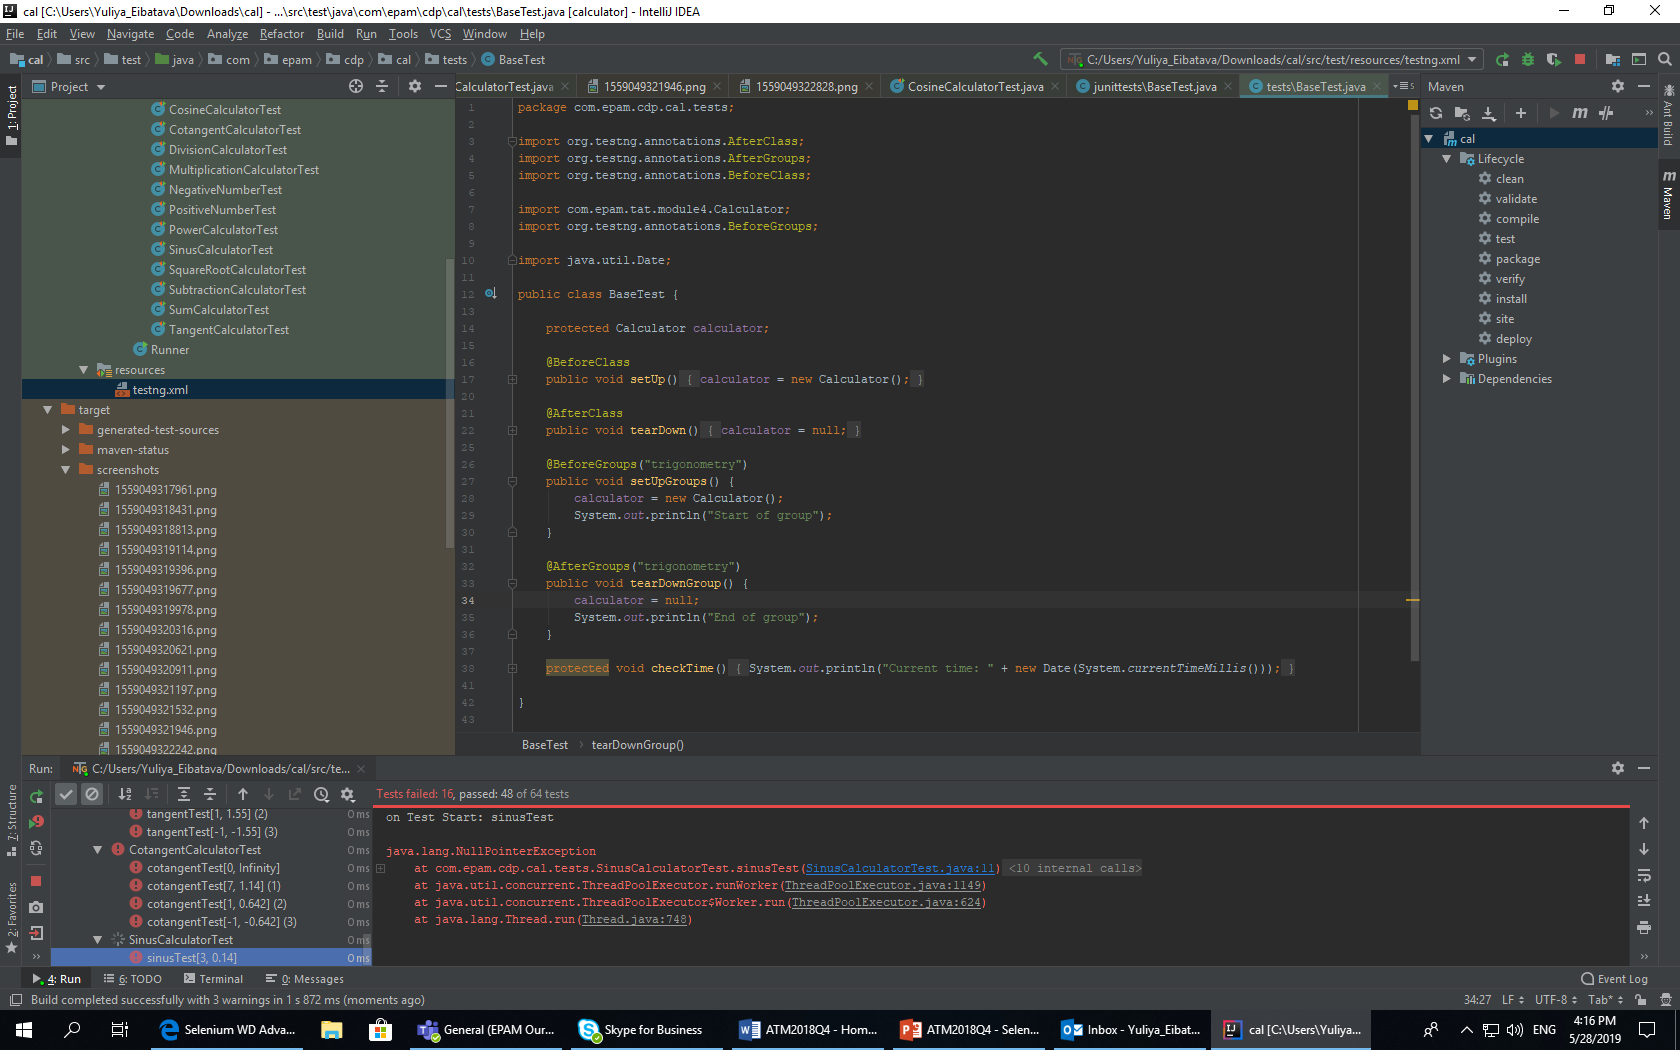 cal [C:\Users\Yuliya_Eibatava\Downloads\cal] - ...\src\test\java\com\epam\cdp\cal\tests\BaseTest.java [calculator] - IntelliJ IDEA
File Edit View Navigate Code Analyze Refactor Build Run Tools VCS Window Help
cal src test java com epam cdp cal tests BaseTest
C:/Users/Yuliya_Eibatava/Downloads/cal/src/test/resources/testng.xml
1: Project
Project
CosineCalculatorTest
CotangentCalculatorTest
DivisionCalculatorTest
MultiplicationCalculatorTest
NegativeNumberTest
PositiveNumberTest
PowerCalculatorTest
SinusCalculatorTest
SquareRootCalculatorTest
SubtractionCalculatorTest
SumCalculatorTest
TangentCalculatorTest
Runner
resources
testng.xml
target
generated-test-sources
maven-status
screenshots
1559049317961.png
1559049318431.png
1559049318813.png
1559049319114.png
1559049319396.png
1559049319677.png
1559049319978.png
1559049320316.png
1559049320621.png
1559049320911.png
1559049321197.png
1559049321532.png
1559049321946.png
1559049322242.png
CalculatorTest.java 1559049321946.png 1559049322828.png CosineCalculatorTest.java junittests\BaseTest.java tests\BaseTest.java
1 package com.epam.cdp.cal.tests;
2
3 import org.testng.annotations.AfterClass;
4 import org.testng.annotations.AfterGroups;
5 import org.testng.annotations.BeforeClass;
6
7 import com.epam.tat.module4.Calculator;
8 import org.testng.annotations.BeforeGroups;
9
10 import java.util.Date;
11
12 public class BaseTest {
13
14 protected Calculator calculator;
15
16 @BeforeClass
17 public void setUp() { calculator = new Calculator(); }
20
21 @AfterClass
22 public void tearDown() { calculator = null; }
25
26 @BeforeGroups("trigonometry")
27 public void setUpGroups() {
28 calculator = new Calculator();
29 System.out.println("Start of group");
30 }
31
32 @AfterGroups("trigonometry")
33 public void tearDownGroup() {
34 calculator = null;
35 System.out.println("End of group");
36 }
37
38 protected void checkTime() { System.out.println("Current time: " + new Date(System.currentTimeMillis())); }
41
42 }
43
BaseTest tearDownGroup()
Maven
cal
Lifecycle
clean
validate
compile
test
package
verify
install
site
deploy
Plugins
Dependencies
Ant Build
Maven
Run: C:/Users/Yuliya_Eibatava/Downloads/cal/src/te...
Tests failed: 16, passed: 48 of 64 tests
tangentTest[1, 1.55] (2) 0 ms
tangentTest[-1, -1.55] (3) 0 ms
CotangentCalculatorTest 0 ms
cotangentTest[0, Infinity] 0 ms
cotangentTest[7, 1.14] (1) 0 ms
cotangentTest[1, 0.642] (2) 0 ms
cotangentTest[-1, -0.642] (3) 0 ms
SinusCalculatorTest 0 ms
sinusTest[3, 0.14] 0 ms
on Test Start: sinusTest
java.lang.NullPointerException
at com.epam.cdp.cal.tests.SinusCalculatorTest.sinusTest(SinusCalculatorTest.java:11) <10 internal calls>
at java.util.concurrent.ThreadPoolExecutor.runWorker(ThreadPoolExecutor.java:1149)
at java.util.concurrent.ThreadPoolExecutor$Worker.run(ThreadPoolExecutor.java:624)
at java.lang.Thread.run(Thread.java:748)
7: Structure
2: Favorites
4: Run 6: TODO Terminal 0: Messages Event Log
Build completed successfully with 3 warnings in 1 s 872 ms (moments ago) 34:27 LF UTF-8 Tab*
Selenium WD Adva... General (EPAM Our... Skype for Business ATM2018Q4 - Hom... ATM2018Q4 - Selen... Inbox - Yuliya_Eibat... cal [C:\Users\Yuliya... ENG
4:16 PM
5/28/2019